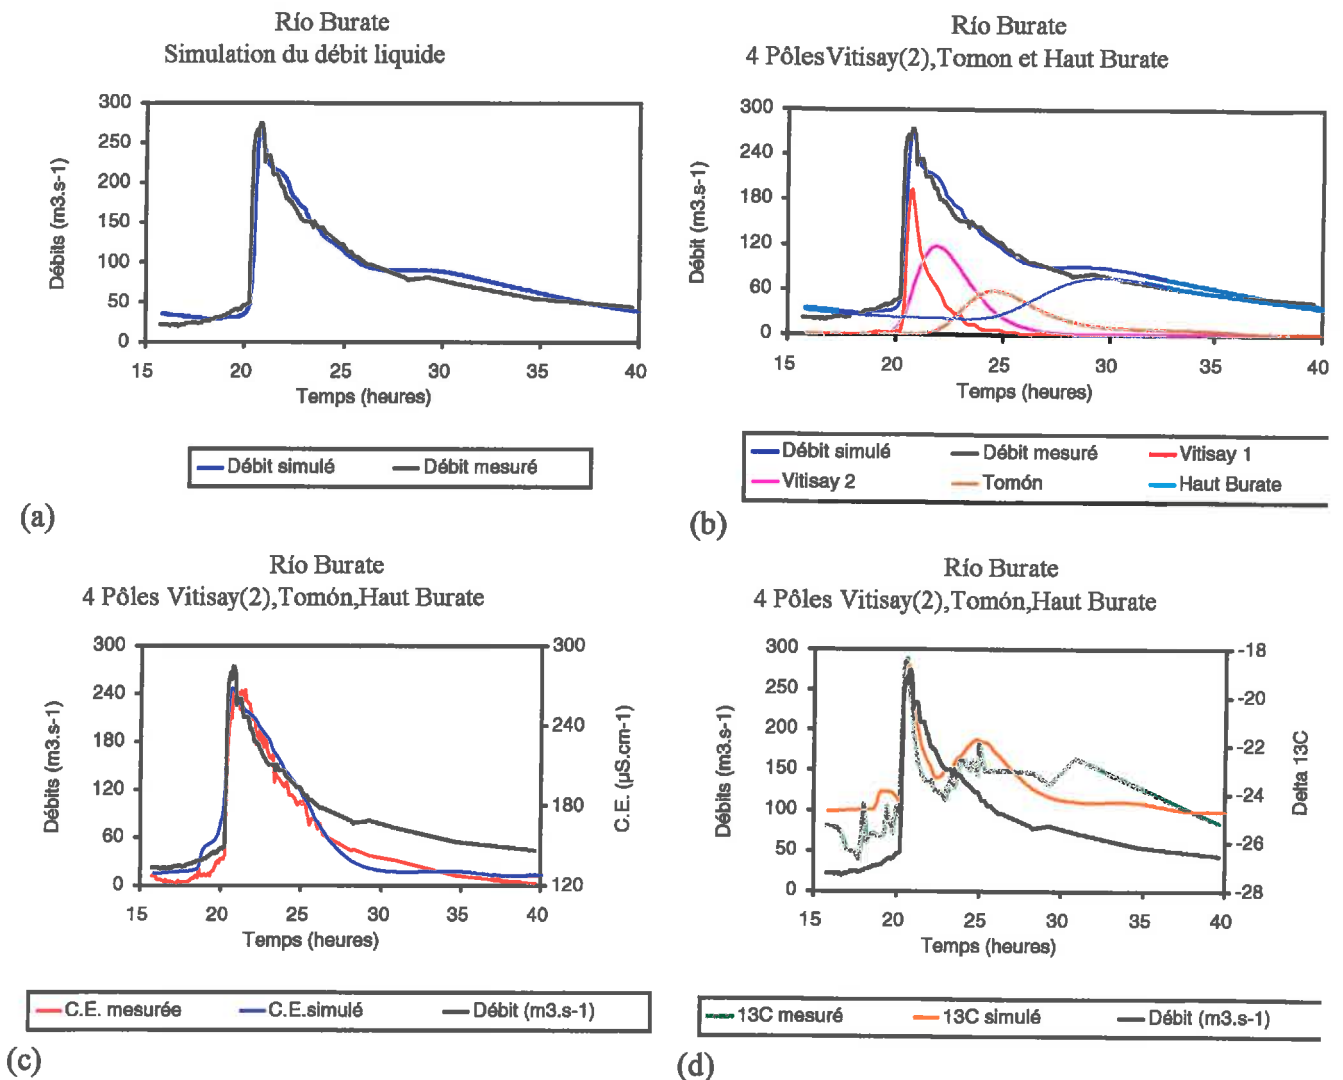 Río Burate
Simulation du débit liquide
300
250
200
150
100
50
0
Débits (m3.s-1)
15 20 25 30 35 40
Temps (heures)
Débit simulé Débit mesuré
(a)
Río Burate
4 PôlesVitisay(2),Tomon et Haut Burate
300
240
180
120
60
0
Débit (m3.s-1)
15 20 25 30 35 40
Temps (heures)
Débit simulé Débit mesuré Vitisay 1
Vitisay 2 Tomón Haut Burate
(b)
Río Burate
4 Pôles Vitisay(2),Tomón,Haut Burate
300
240
180
120
60
0
Débits (m3.s-1)
300
240
180
120
C.E. (µS.cm-1)
15 20 25 30 35 40
Temps (heures)
C.E. mesurée C.E.simulé Débit (m3.s-1)
(c)
Río Burate
4 Pôles Vitisay(2),Tomón,Haut Burate
300
250
200
150
100
50
0
Débits (m3.s-1)
-18
-20
-22
-24
-26
-28
Delta 13C
15 20 25 30 35 40
Temps (heures)
13C mesuré 13C simulé Débit (m3.s-1)
(d)